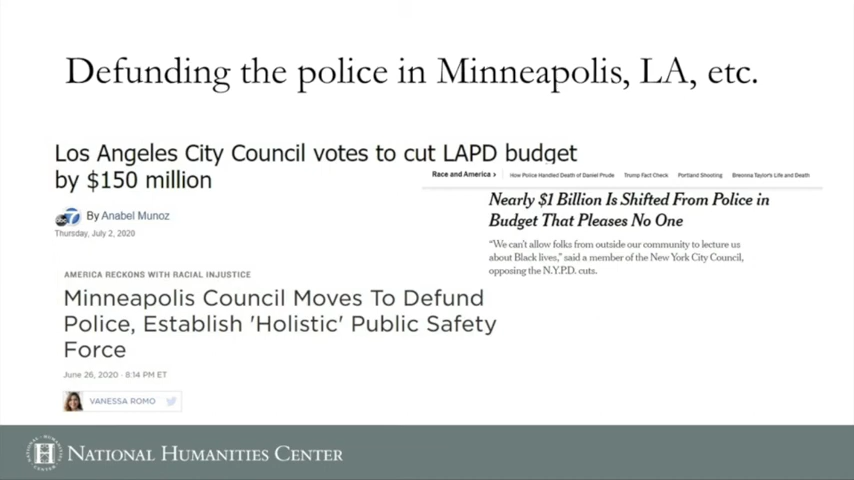 Defunding the police in Minneapolis, LA, etc.
Los Angeles City Council votes to cut LAPD budget
by $150 million
By Anabel Munoz
Thursday, July 2, 2020
Race and America > How Police Handled Death of Daniel Prude Trump Fact Check Portland Shooting Breonna Taylor's Life and Death
Nearly $1 Billion Is Shifted From Police in
Budget That Pleases No One
“We can't allow folks from outside our community to lecture us
about Black lives,” said a member of the New York City Council,
opposing the N.Y.P.D. cuts.
AMERICA RECKONS WITH RACIAL INJUSTICE
Minneapolis Council Moves To Defund
Police, Establish 'Holistic' Public Safety
Force
June 26, 2020 · 8:14 PM ET
VANESSA ROMO
NATIONAL HUMANITIES CENTER